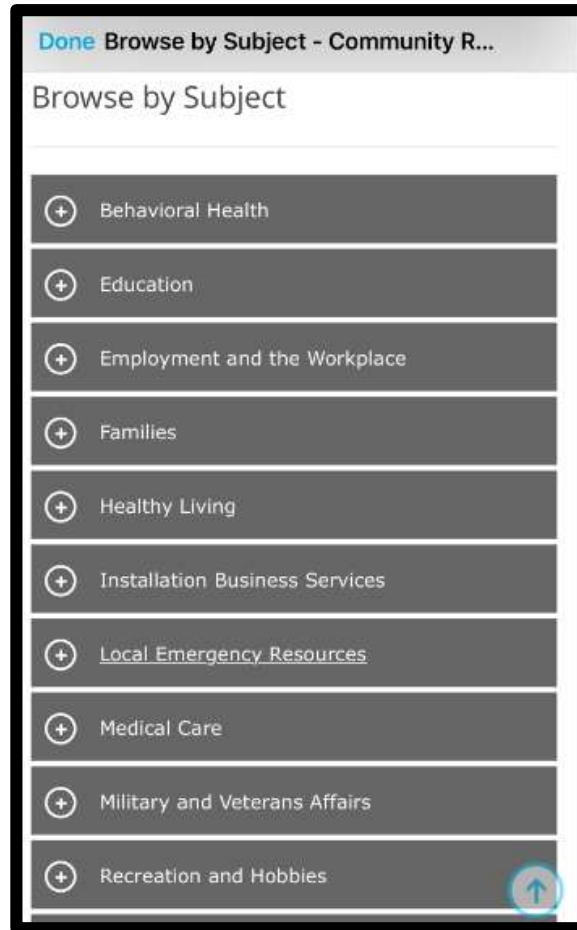 Done Browse by Subject - Community R...
Browse by Subject
Behavioral Health
Education
Employment and the Workplace
Families
Healthy Living
Installation Business Services
Local Emergency Resources
Medical Care
Military and Veterans Affairs
Recreation and Hobbies